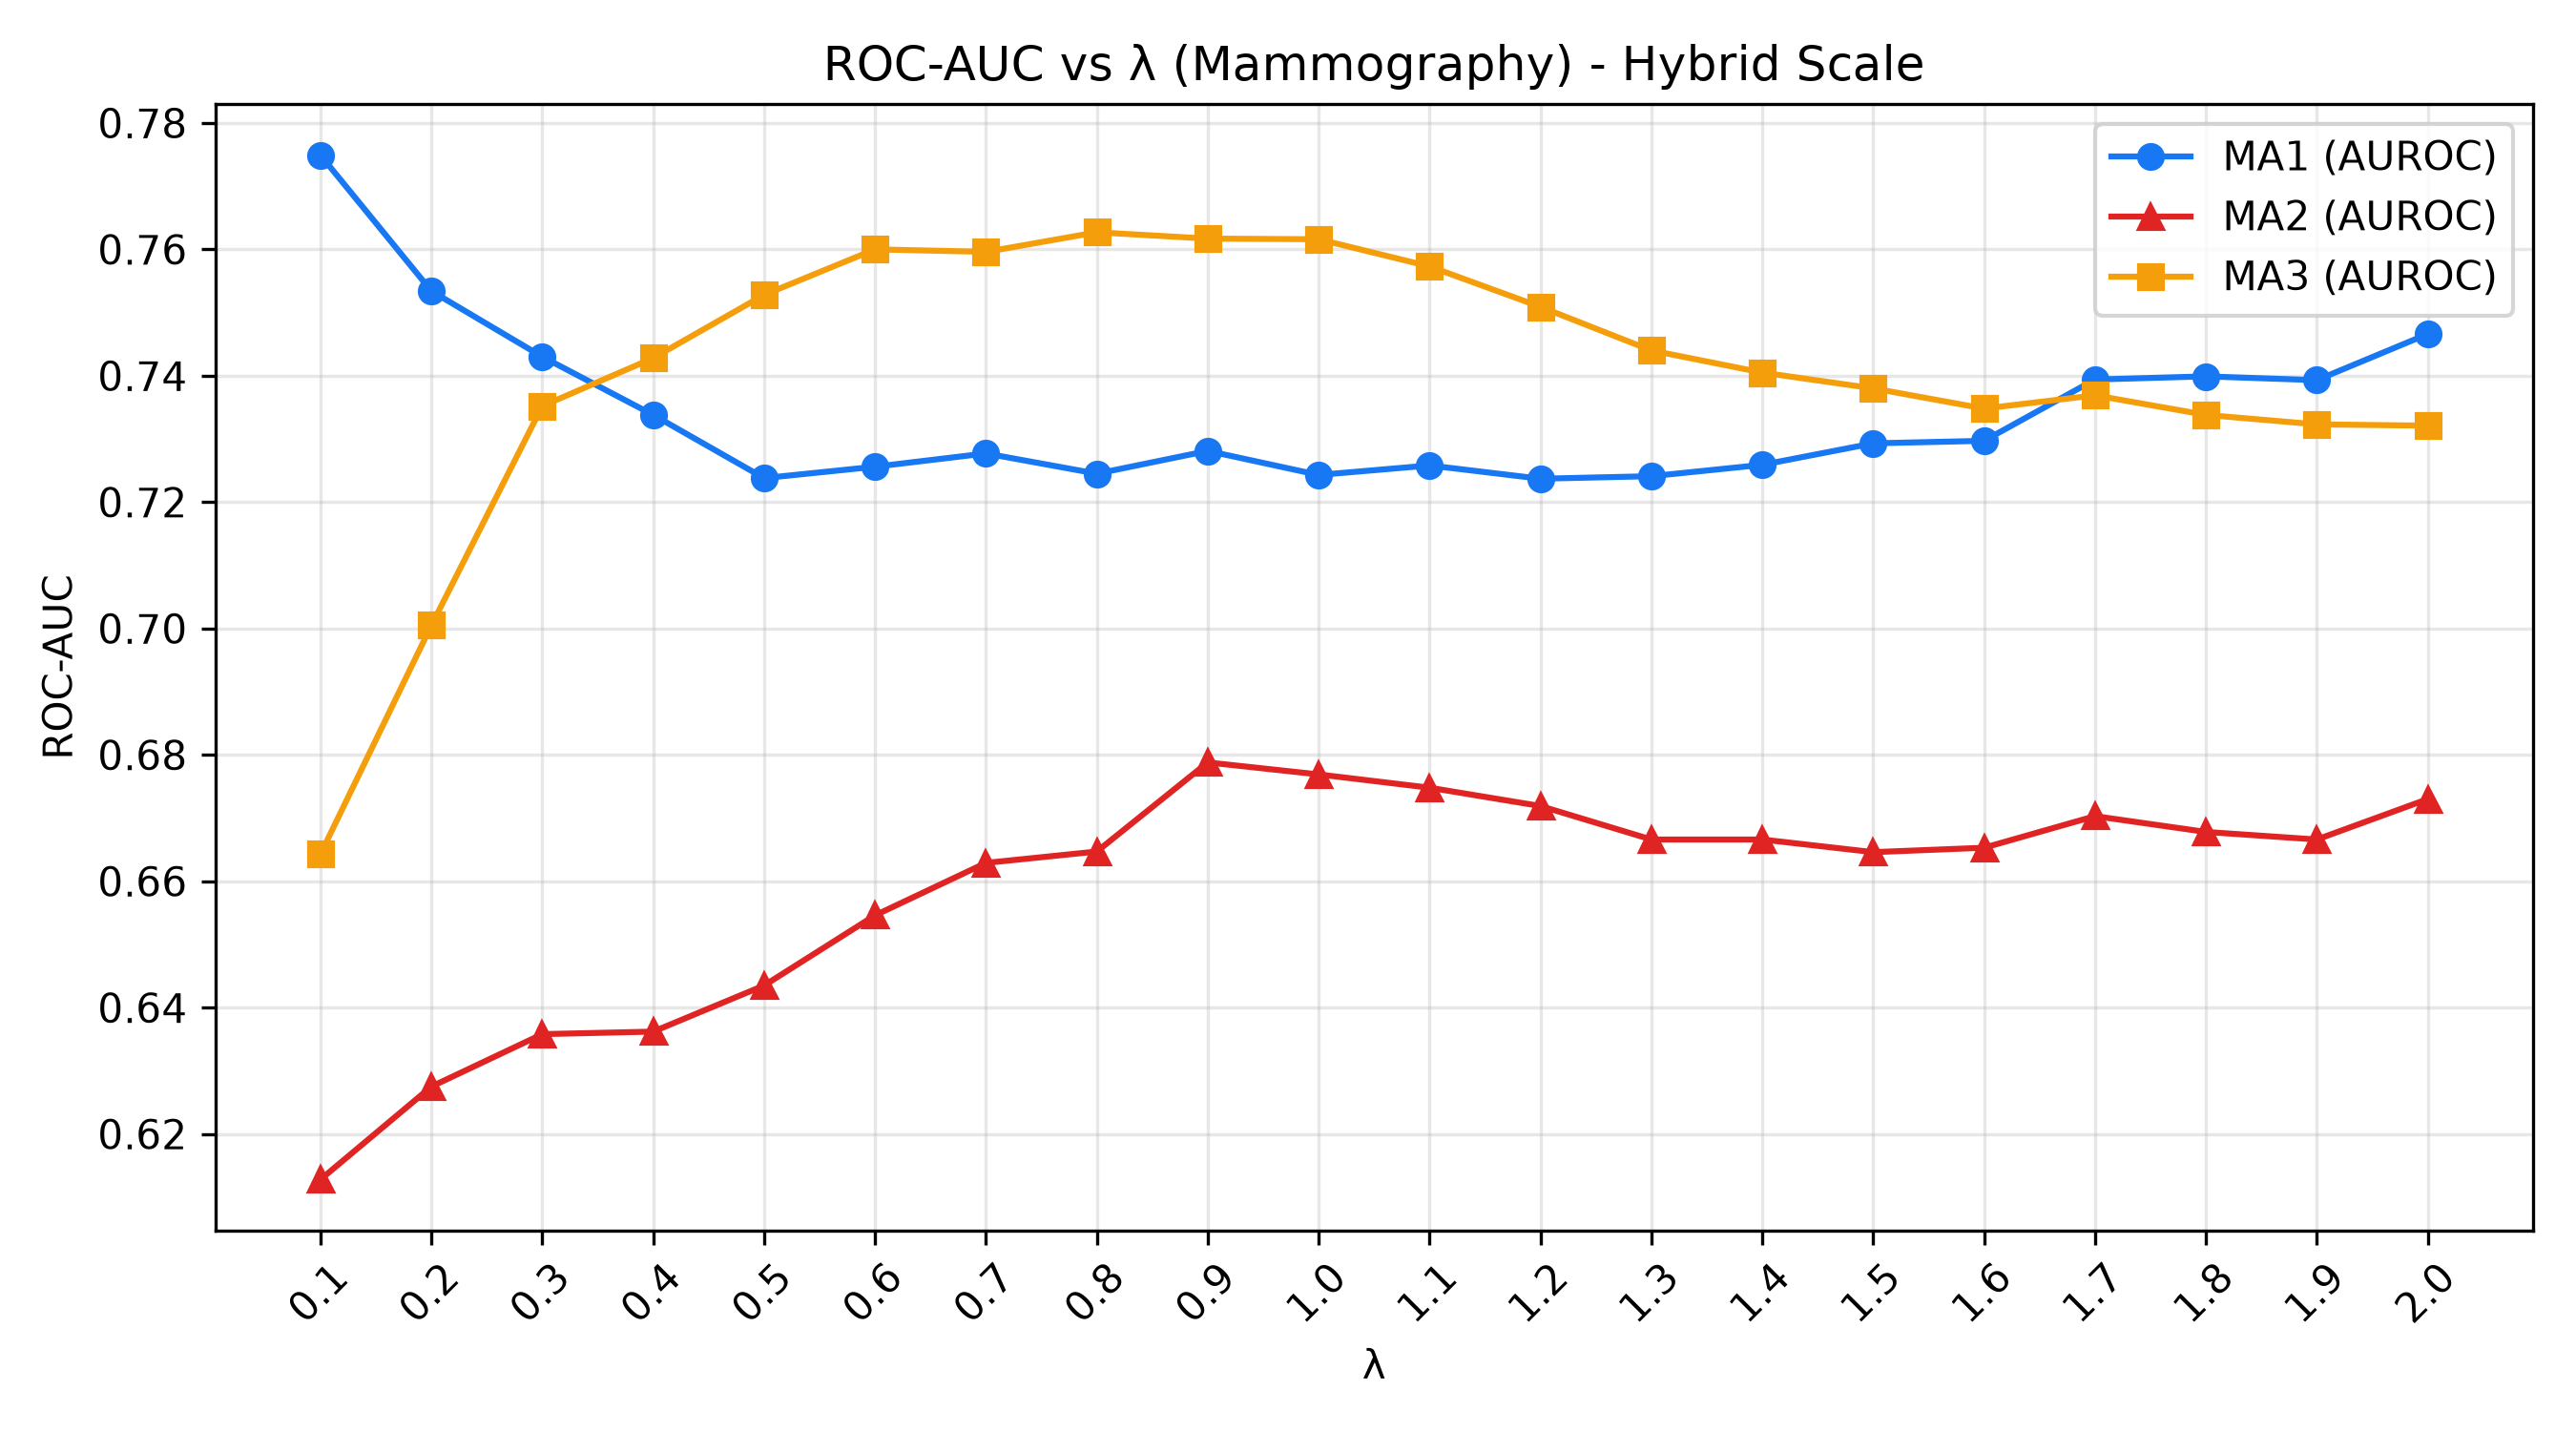 ROC-AUC vs λ (Mammography) - Hybrid Scale
MA1 (AUROC)
MA2 (AUROC)
MA3 (AUROC)
ROC-AUC
0.78
0.76
0.74
0.72
0.70
0.68
0.66
0.64
0.62
0.1 0.2 0.3 0.4 0.5 0.6 0.7 0.8 0.9 1.0 1.1 1.2 1.3 1.4 1.5 1.6 1.7 1.8 1.9 2.0
λ